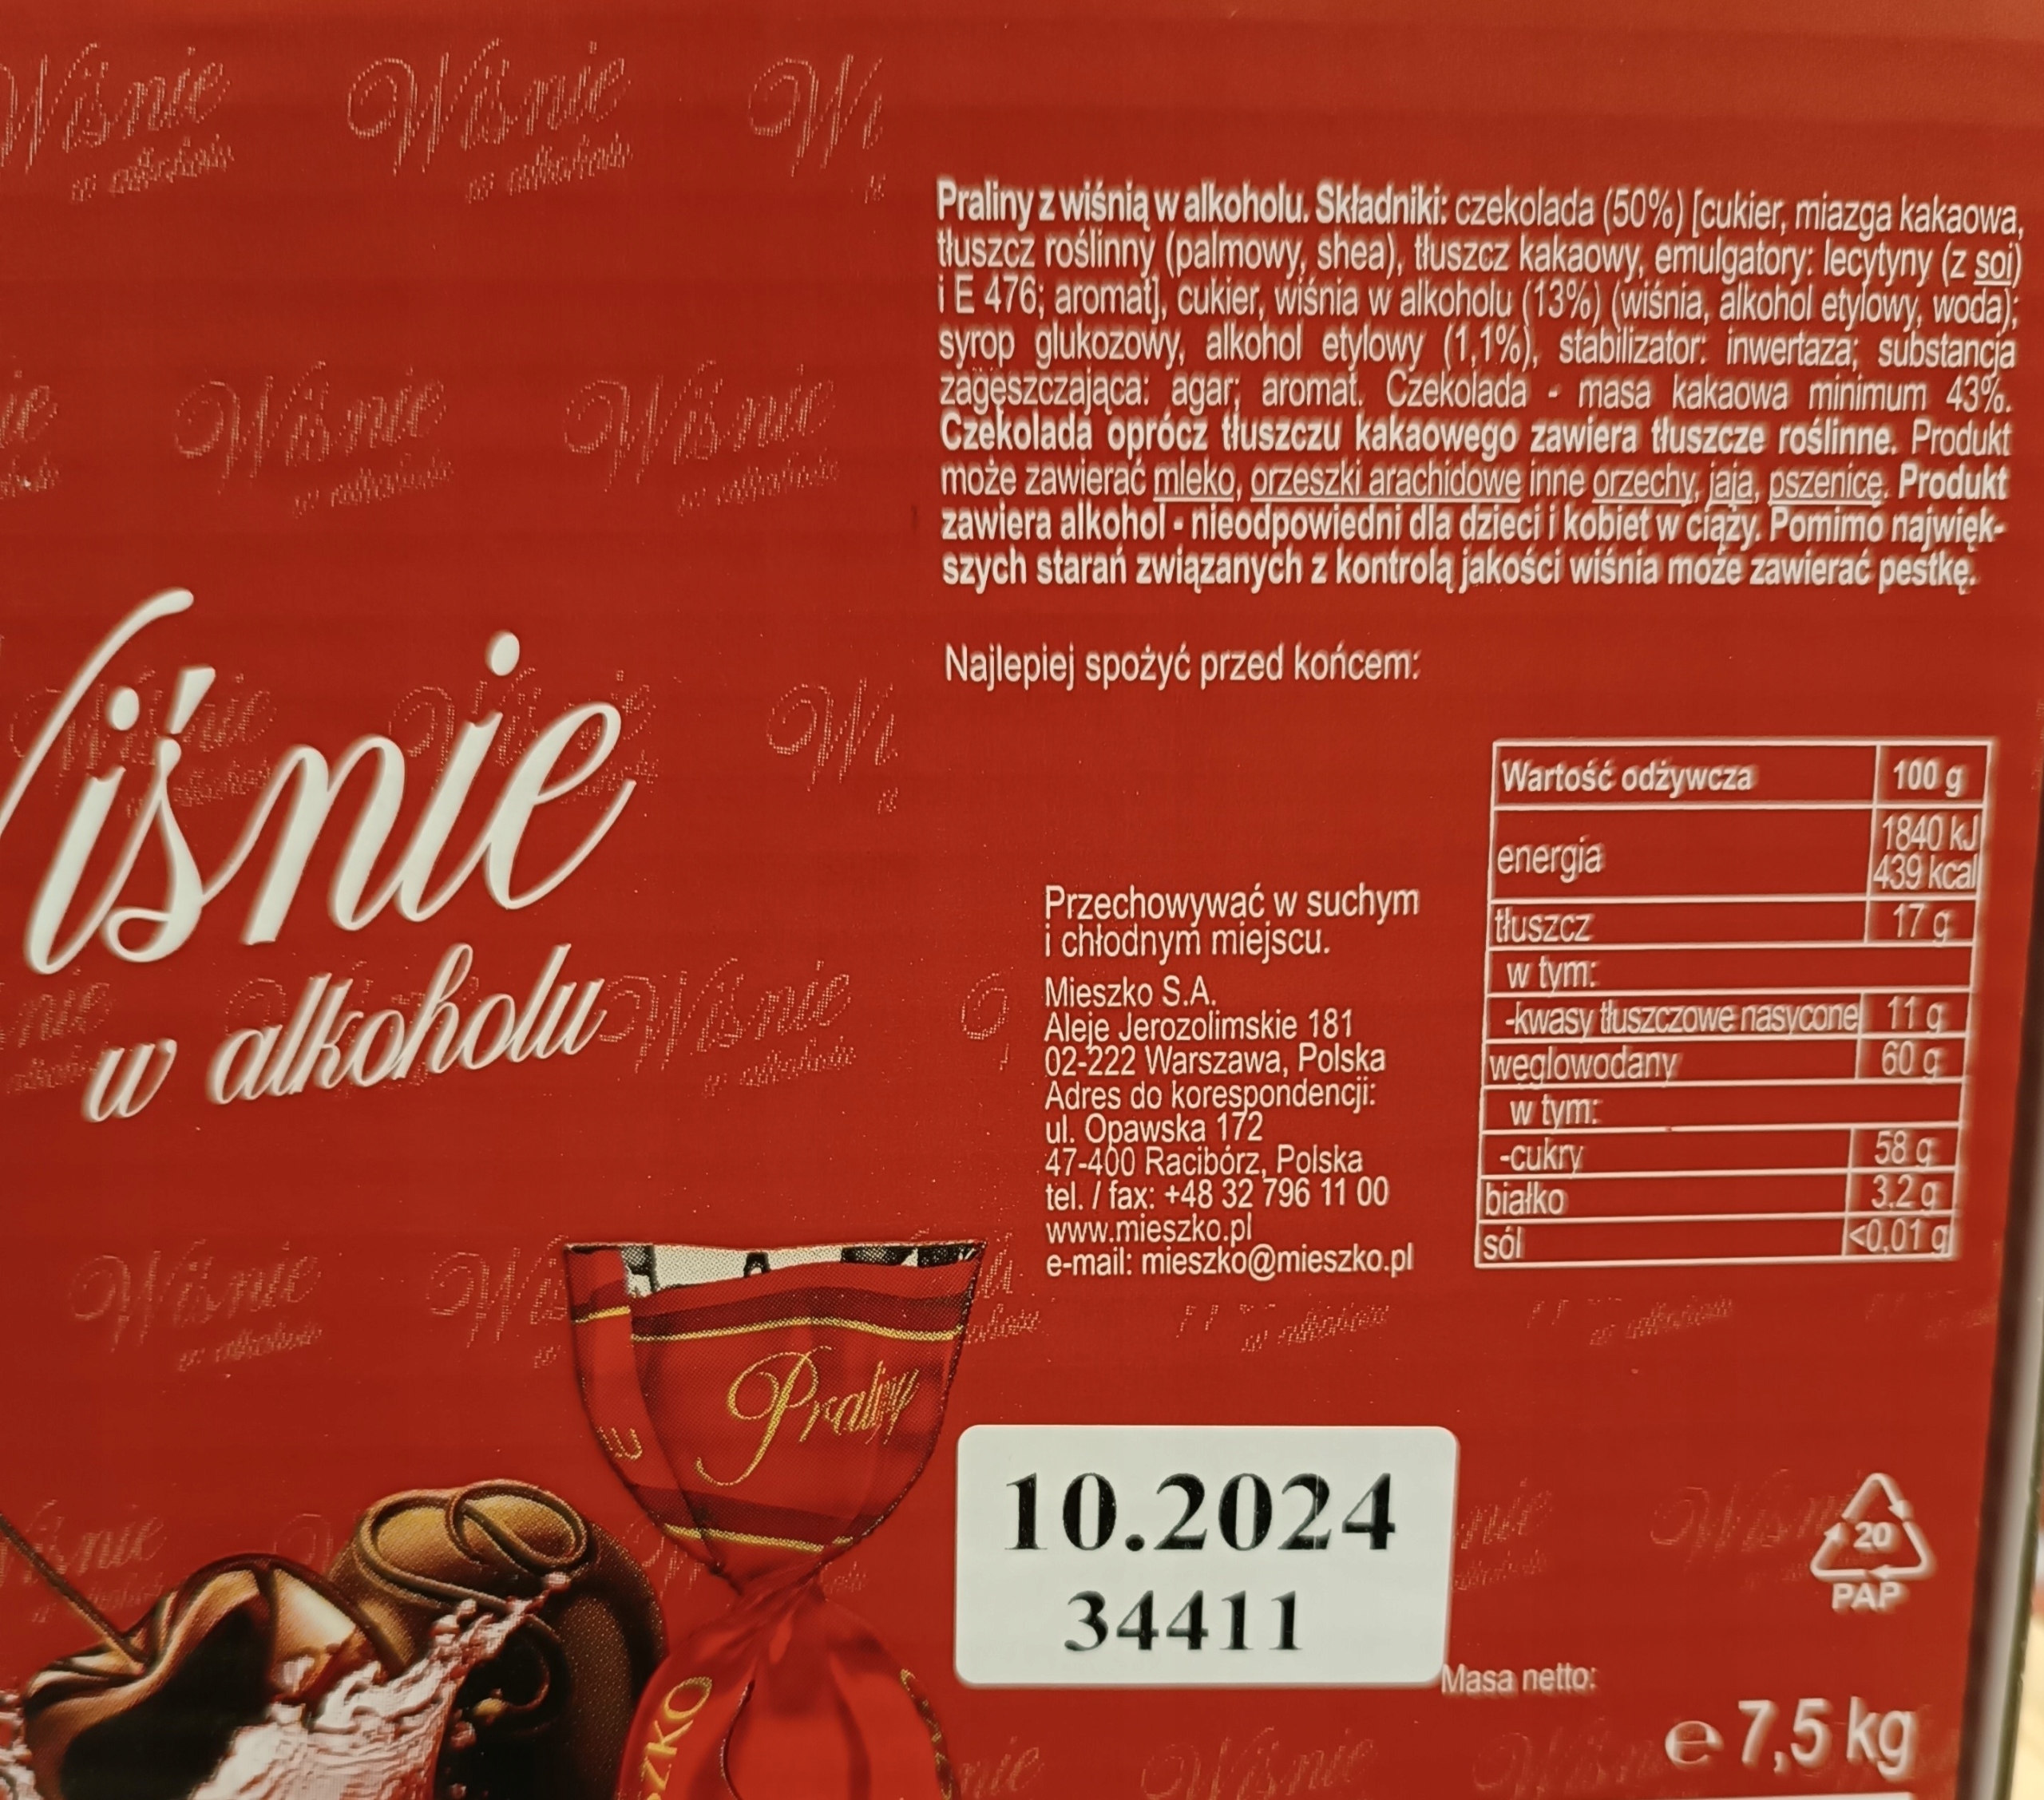 Praliny z wiśnią w alkoholu. Składniki: czekolada (50%) [cukier, miazga kakaowa,
tłuszcz roślinny (palmowy, shea), tłuszcz kakaowy, emulgatory: lecytyny (z soi)
i E 476; aromat], cukier, wiśnia w alkoholu (13%) (wiśnia, alkohol etylowy, woda);
syrop glukozowy, alkohol etylowy (1,1%), stabilizator: inwertaza; substancja
zagęszczająca: agar; aromat. Czekolada - masa kakaowa minimum 43%.
Czekolada oprócz tłuszczu kakaowego zawiera tłuszcze roślinne. Produkt
może zawierać mleko, orzeszki arachidowe inne orzechy, jaja, pszenicę. Produkt
zawiera alkohol - nieodpowiedni dla dzieci i kobiet w ciąży. Pomimo najwięk-
szych starań związanych z kontrolą jakości wiśnia może zawierać pestkę.
Najlepiej spożyć przed końcem:
iśnie
w alkoholu
Przechowywać w suchym
i chłodnym miejscu.
Mieszko S.A.
Aleje Jerozolimskie 181
02-222 Warszawa, Polska
Adres do korespondencji:
ul. Opawska 172
47-400 Racibórz, Polska
tel. / fax: +48 32 796 11 00
www.mieszko.pl
e-mail: mieszko@mieszko.pl
Wartość odżywcza 100 g
energia 1840 kJ
439 kcal
tłuszcz 17 g
w tym:
-kwasy tłuszczowe nasycone 11 g
węglowodany 60 g
w tym:
-cukry 58 g
białko 3,2 g
sól <0,01 g
Praliny
10.2024
34411
20
PAP
Masa netto:
e 7,5 kg
ZKO